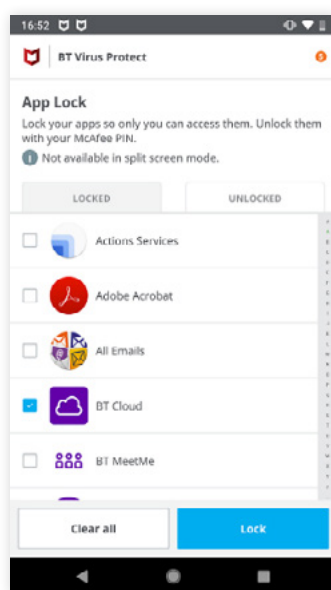 16:52
BT Virus Protect
App Lock
Lock your apps so only you can access them. Unlock them
with your McAfee PIN.
Not available in split screen mode.
LOCKED UNLOCKED
Actions Services
Adobe Acrobat
All Emails
BT Cloud
BT MeetMe
Clear all Lock